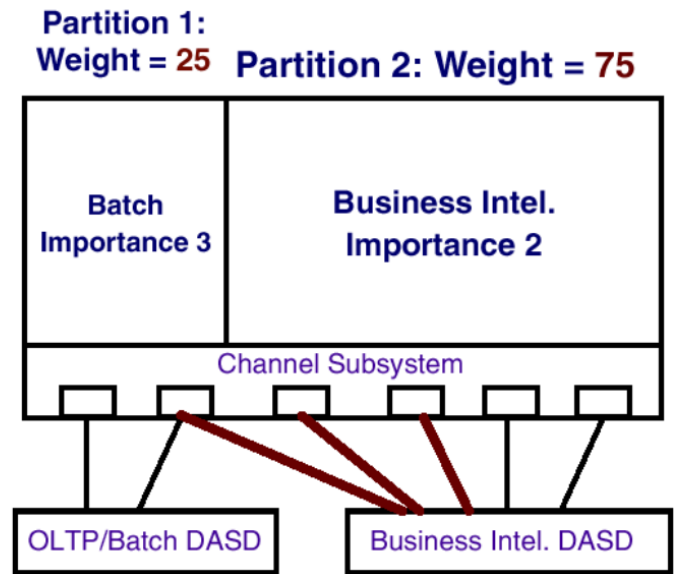 Partition 1:
Weight = 25
Partition 2: Weight = 75
Batch
Importance 3
Business Intel.
Importance 2
Channel Subsystem
OLTP/Batch DASD
Business Intel. DASD